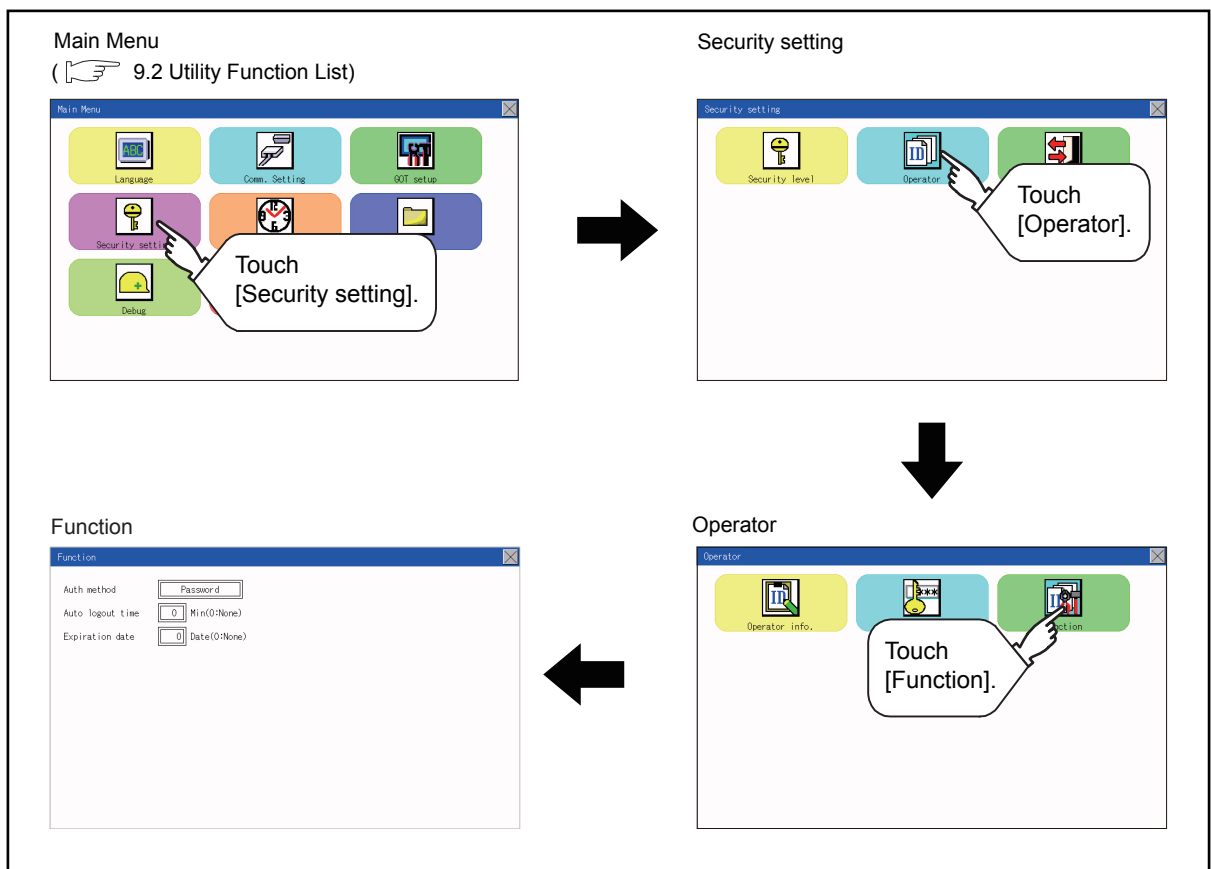 Main Menu
( 9.2 Utility Function List)
Main Menu
Language
Comm. Setting
GOT setup
Security settin
Debug
Touch
[Security setting].
Security setting
Security setting
Security level
Operator
Touch
[Operator].
Operator
Operator
Operator info.
Touch
[Function].
Function
Function
Auth method Password
Auto logout time 0 Min(0:None)
Expiration date 0 Date(0:None)